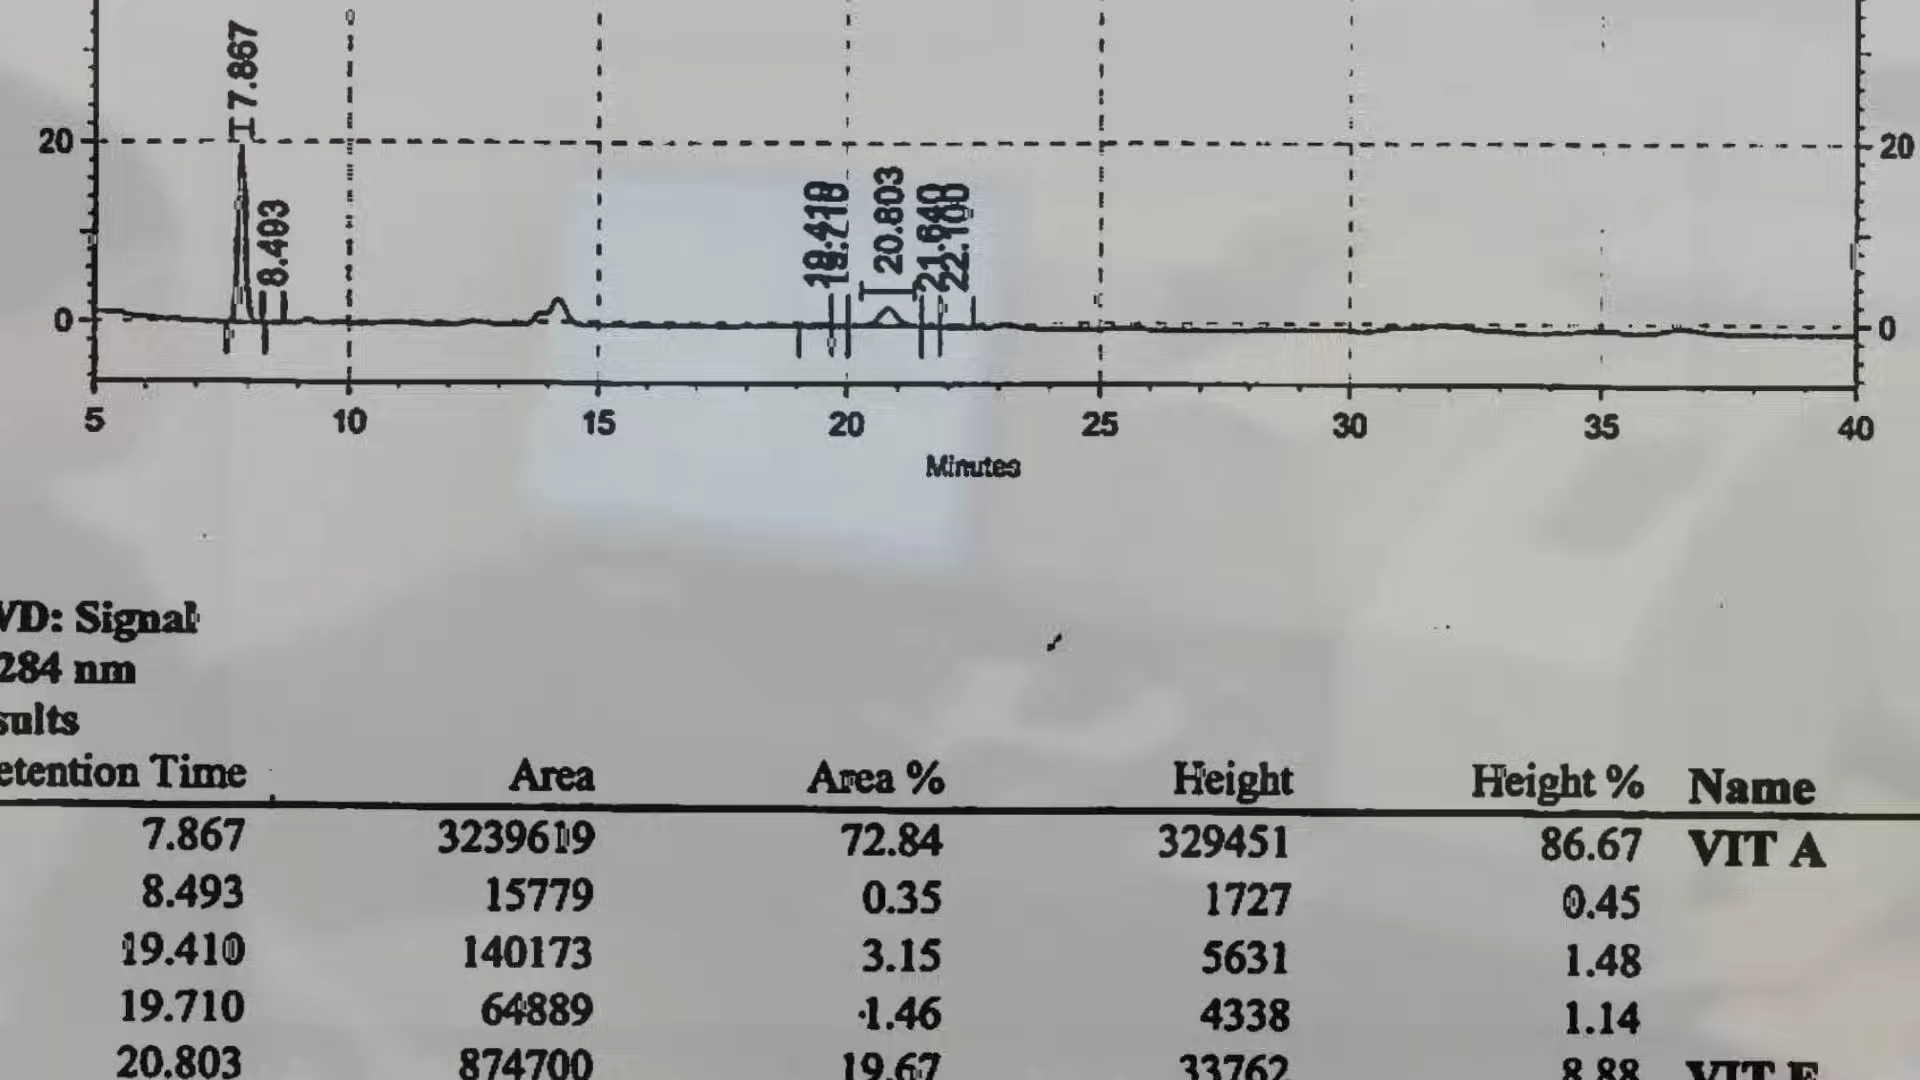 7.867
20 20
8.493
20.803
0 0
5 10 15 20 25 30 35 40
Minutes
VD: Signal
284 nm
sults
etention Time Area Area % Height Height % Name
7.867 3239619 72.84 329451 86.67 VIT A
8.493 15779 0.35 1727 0.45
19.410 140173 3.15 5631 1.48
19.710 64889 1.46 4338 1.14
20.803 874700 19.67 33762 8.88 VIT E